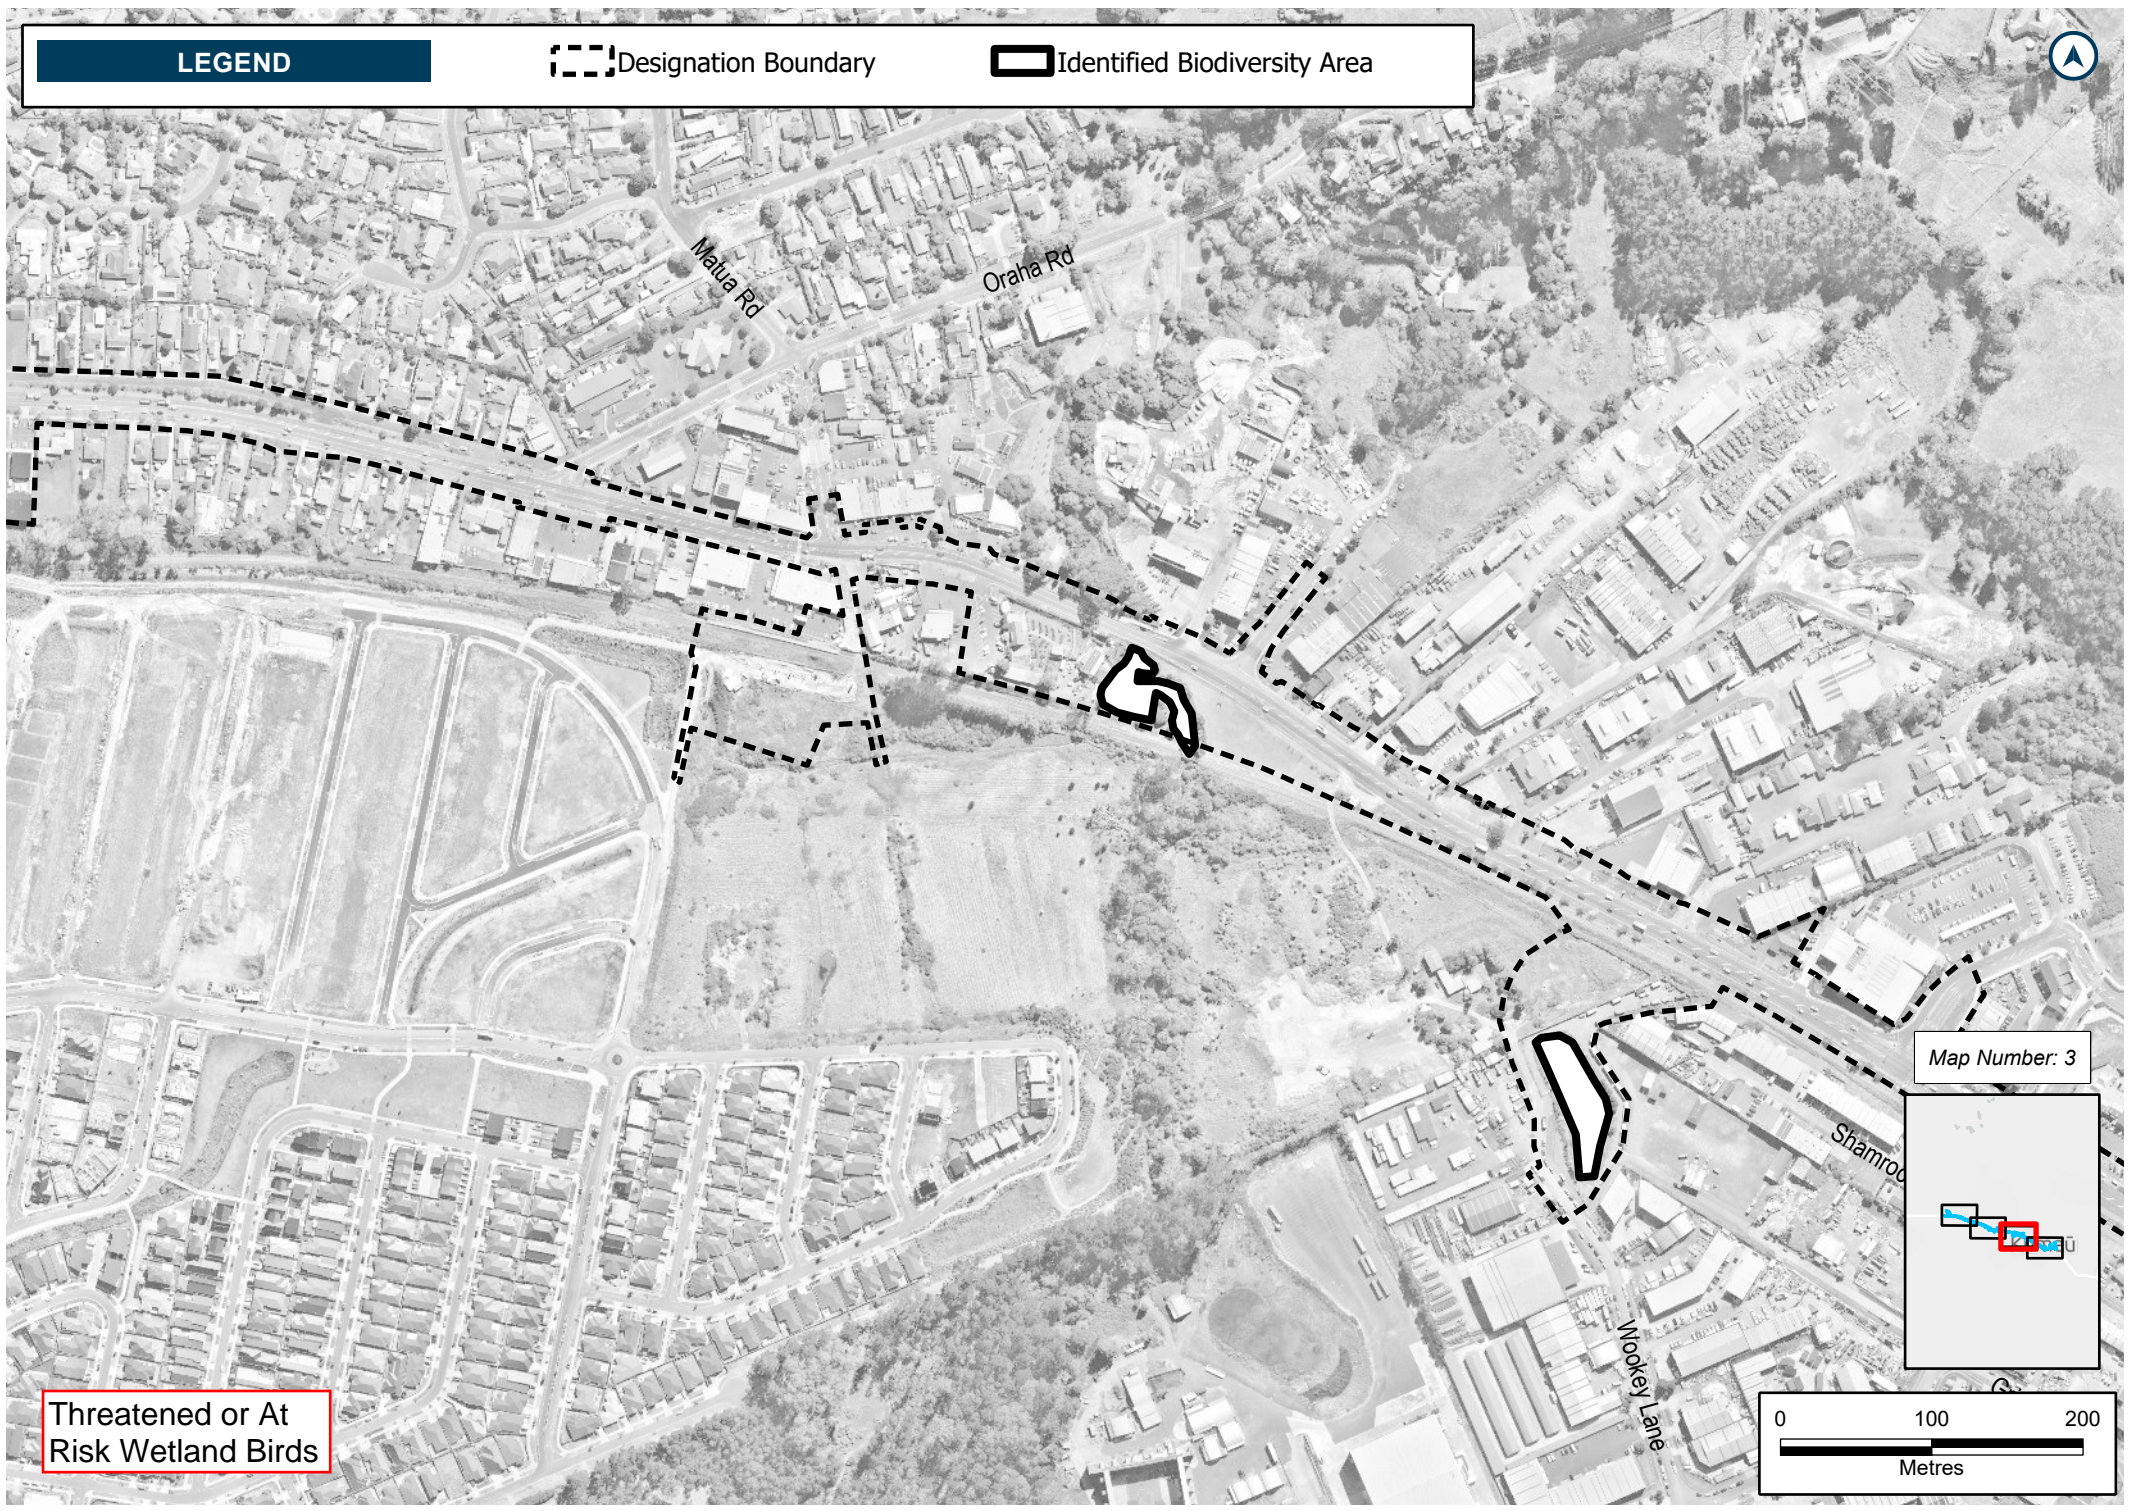 LEGEND
Designation Boundary
Identified Biodiversity Area
Matua Rd
Oraha Rd
Map Number: 3
Shamroc
Wookey Lane
Threatened or At
Risk Wetland Birds
0 100 200
Metres